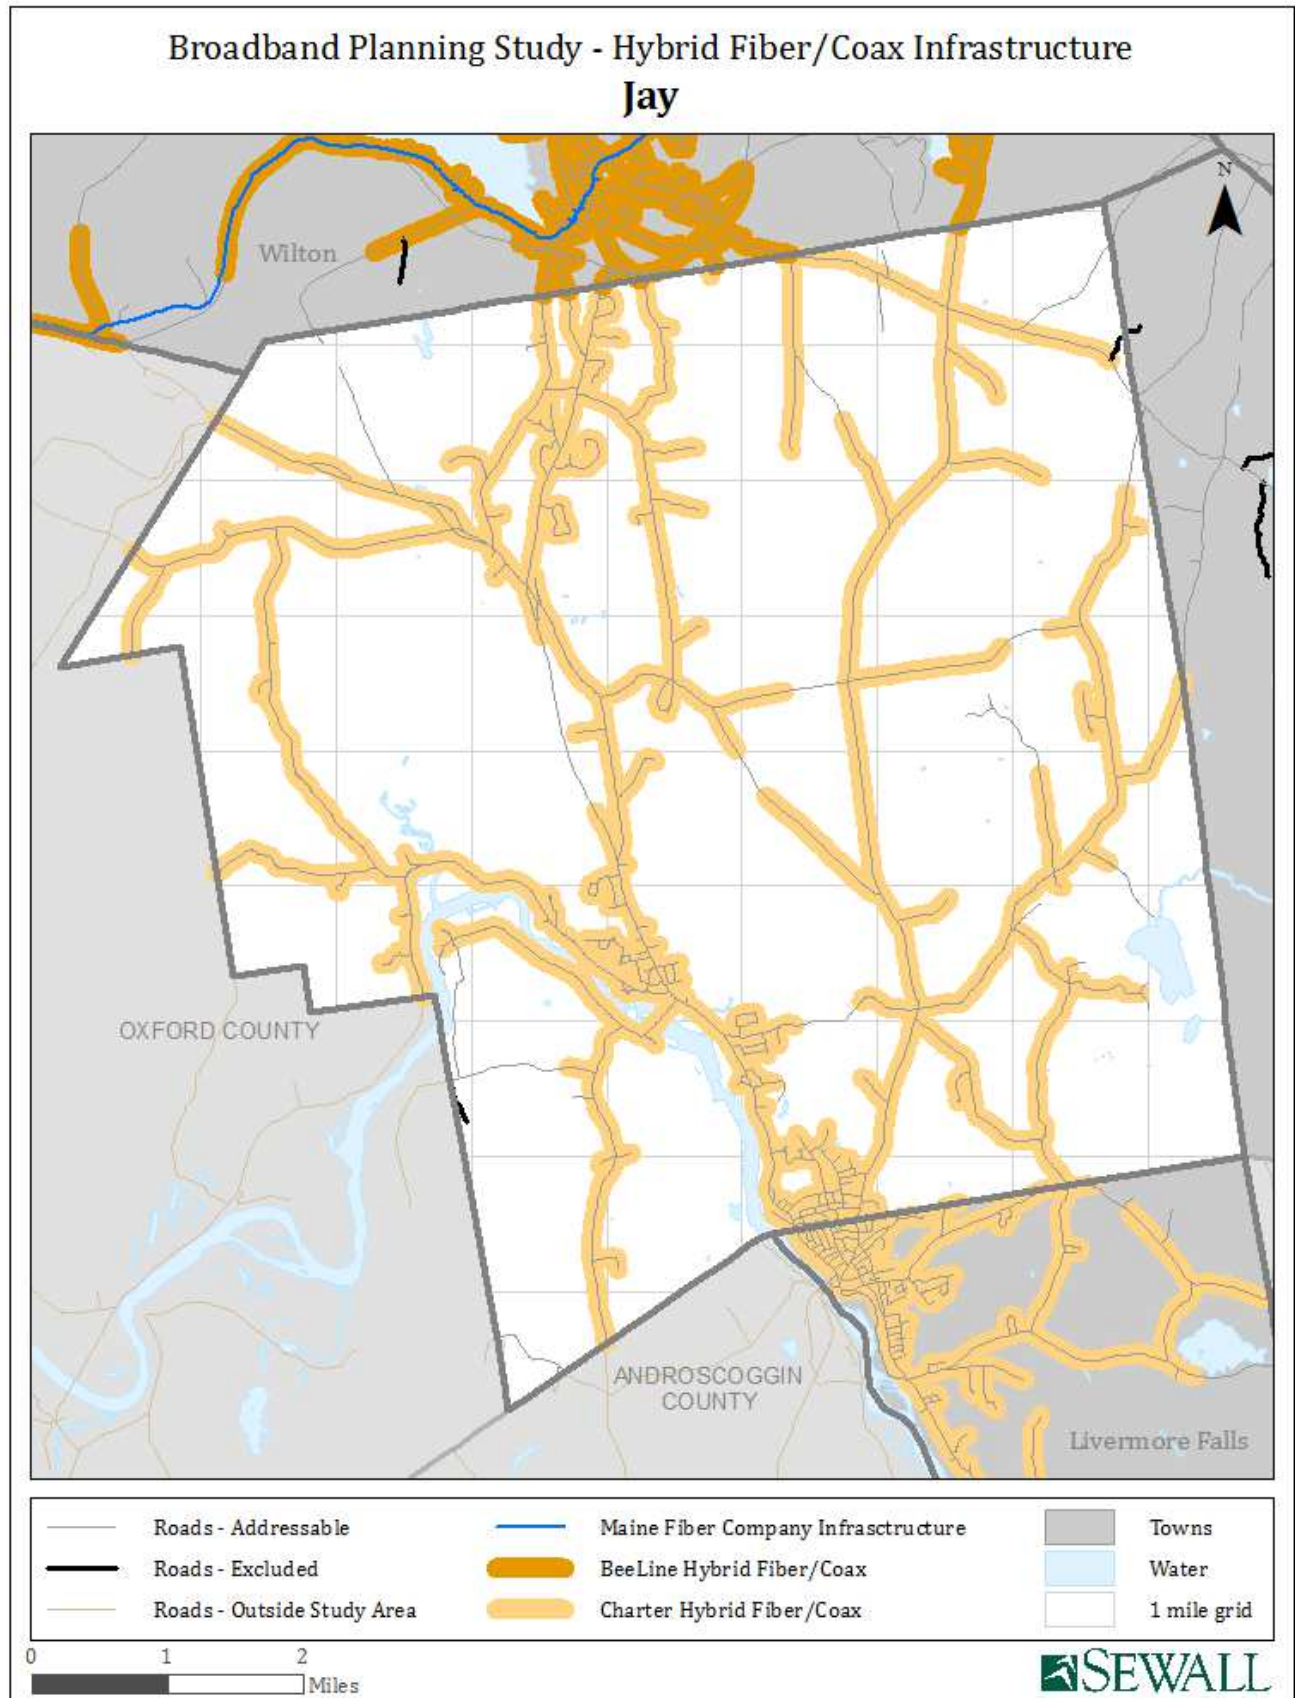 Broadband Planning Study - Hybrid Fiber/Coax Infrastructure
Jay
N
Wilton
OXFORD COUNTY
ANDROSCOGGIN
COUNTY
Livermore Falls
Roads - Addressable
Roads - Excluded
Roads - Outside Study Area
Maine Fiber Company Infrasctructure
BeeLine Hybrid Fiber/Coax
Charter Hybrid Fiber/Coax
Towns
Water
1 mile grid
0 1 2
Miles
SEWALL